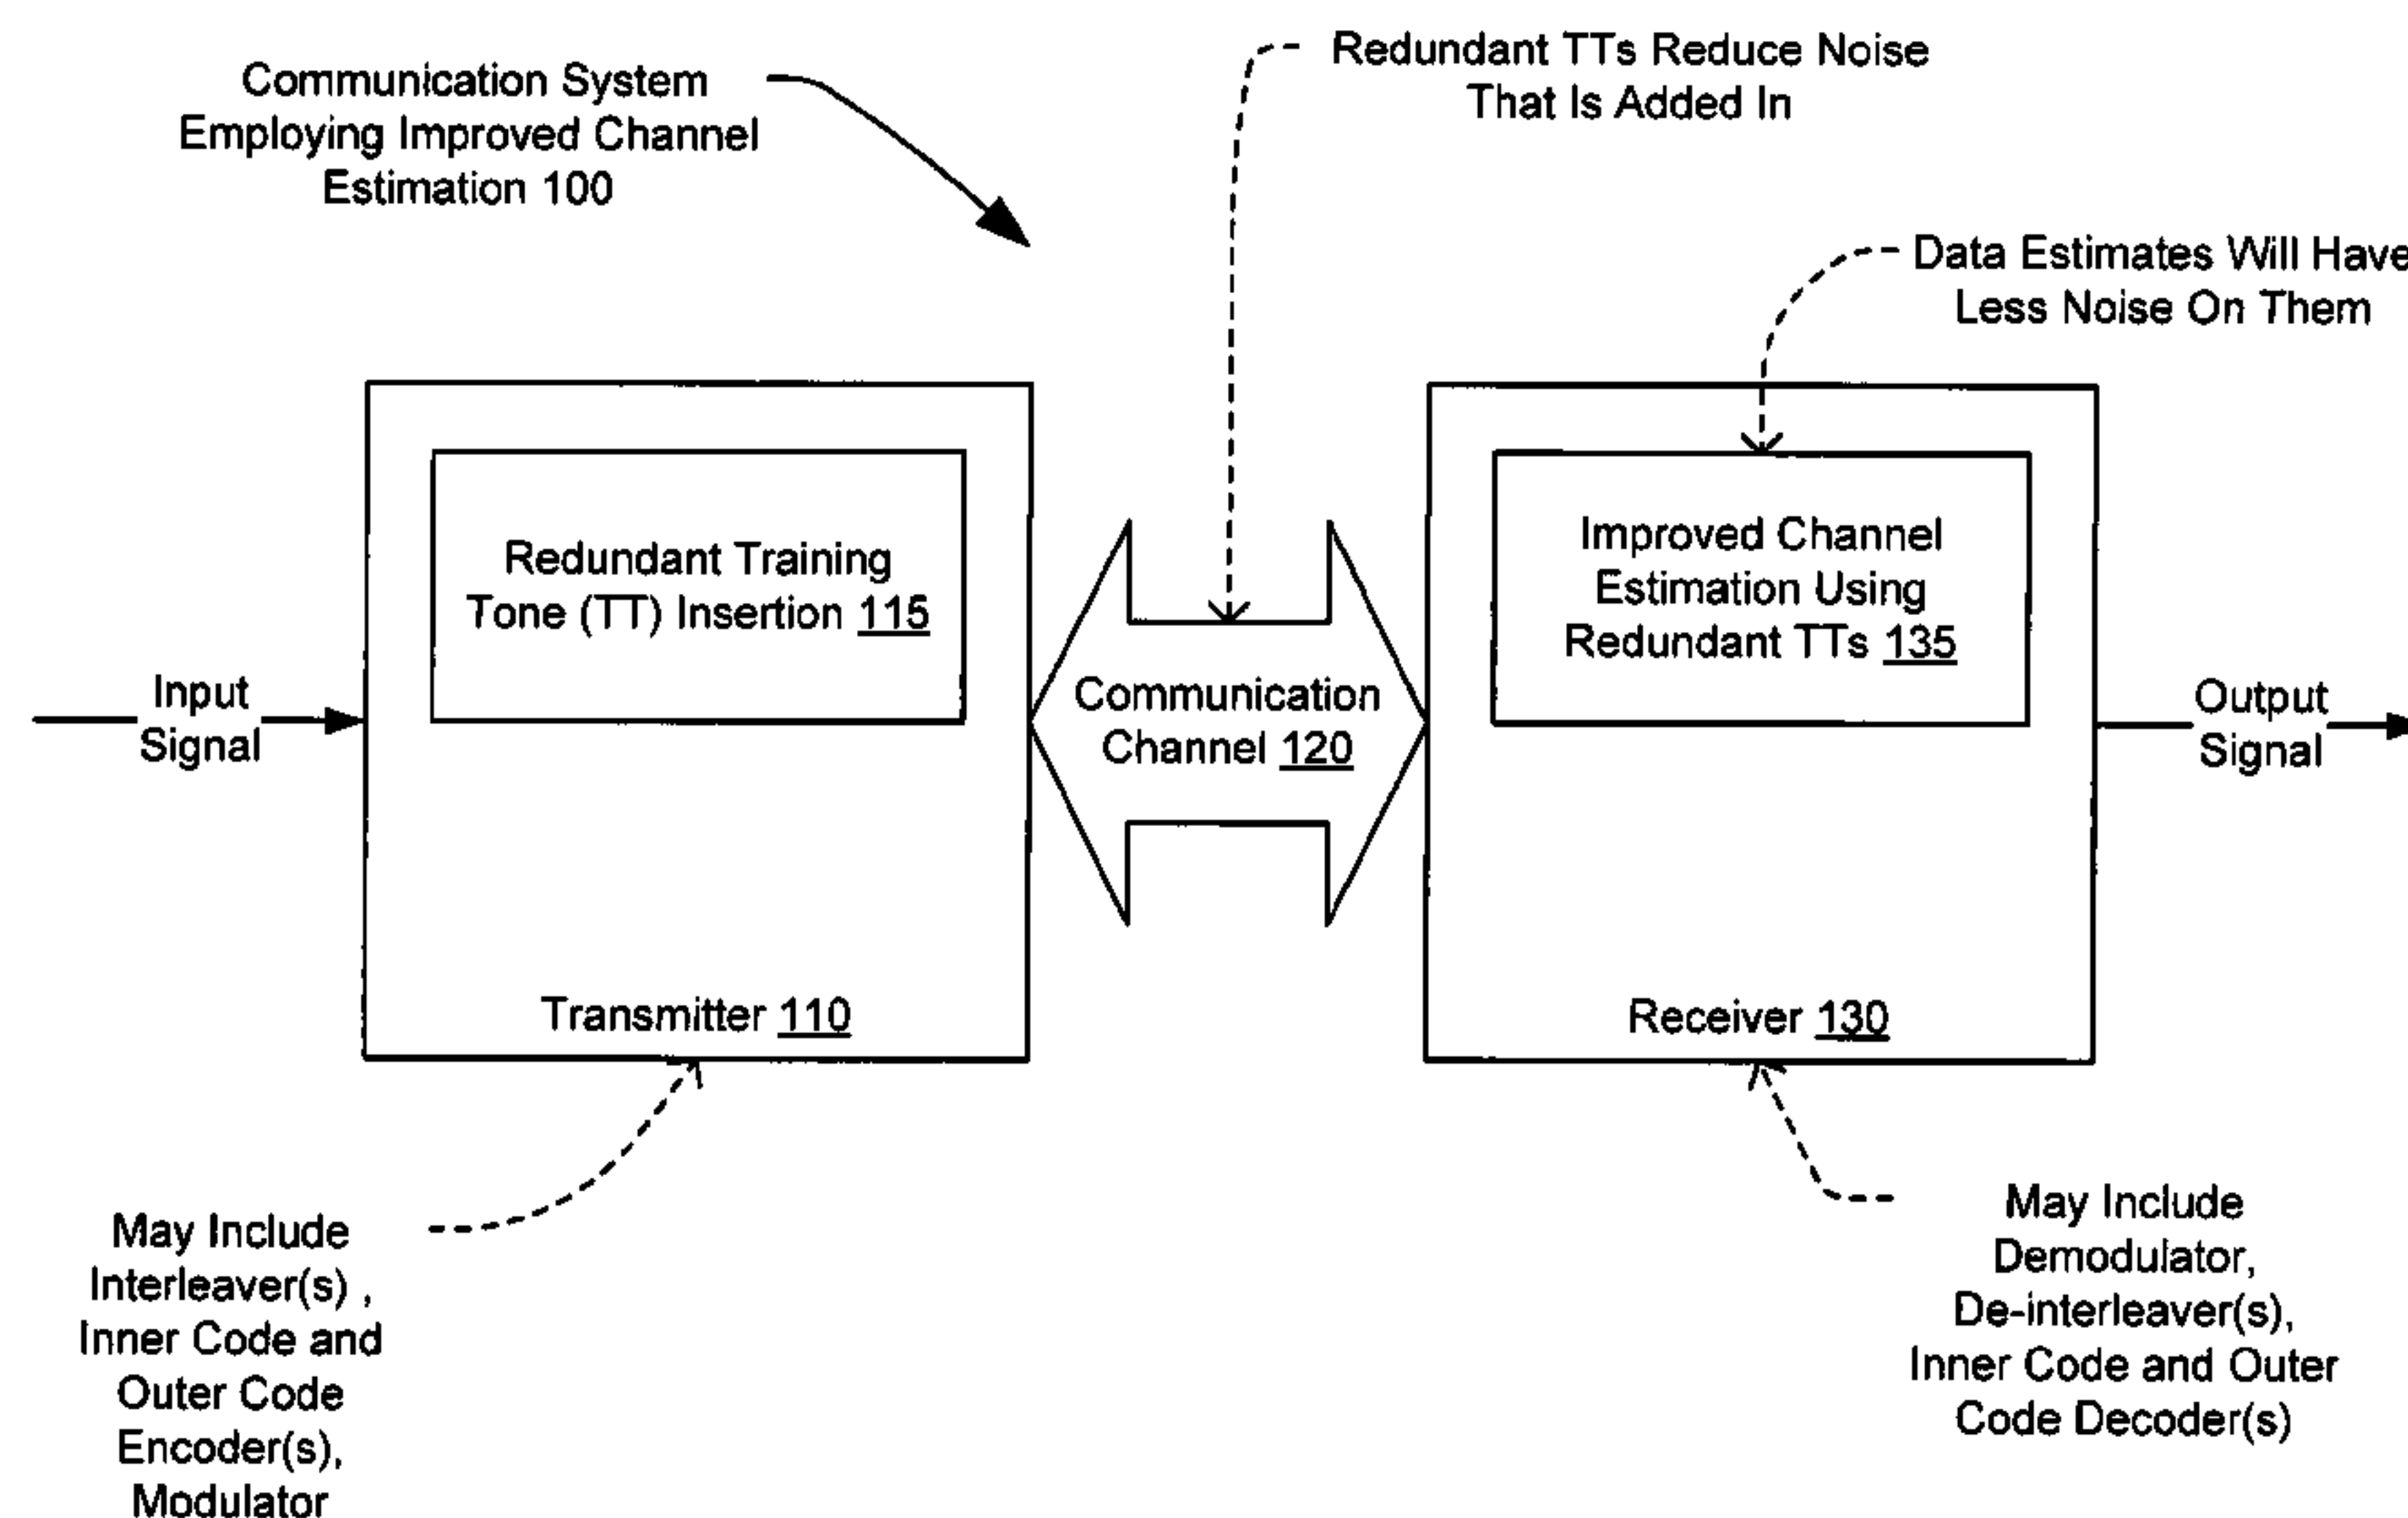 Communication System
Employing Improved Channel
Estimation 100
Redundant TTs Reduce Noise
That Is Added In
Data Estimates Will Have
Less Noise On Them
Redundant Training
Tone (TT) Insertion 115
Improved Channel
Estimation Using
Redundant TTs 135
Input
Signal
Communication
Channel 120
Output
Signal
Transmitter 110
Receiver 130
May Include
Interleaver(s) ,
Inner Code and
Outer Code
Encoder(s),
Modulator
May Include
Demodulator,
De-interleaver(s),
Inner Code and Outer
Code Decoder(s)